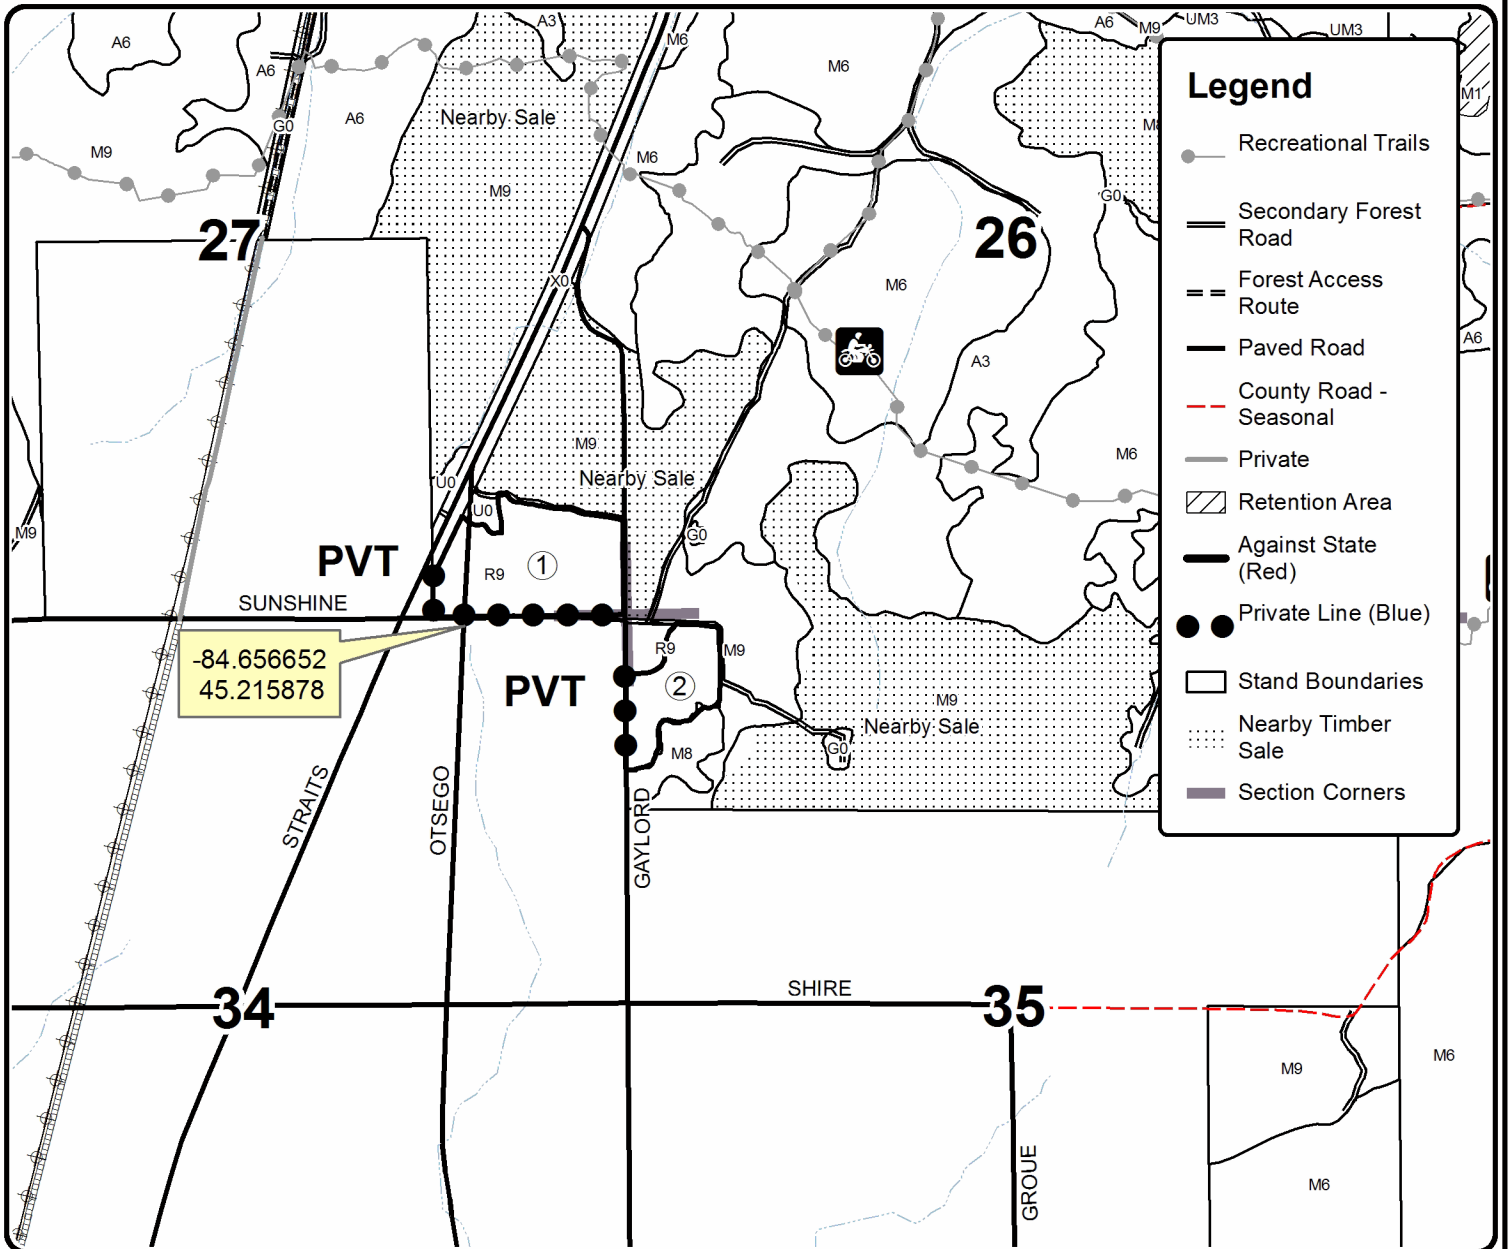 A6
A3
M6
A6
M9
UM3
UM3
A6
A6
M6
M1
G0
Nearby Sale
M9
M6
M9
G0
27
26
X0
M6
A6
A3
M9
M6
Nearby Sale
U0
U0
M9
G0
PVT
R9
1
SUNSHINE
-84.656652
45.215878
R9
M9
PVT
2
M9
Nearby Sale
M8
G0
STRAITS
OTSEGO
GAYLORD
SHIRE
34
35
M9
M6
GROUE
M6
Legend
Recreational Trails
Secondary Forest
Road
Forest Access
Route
Paved Road
County Road -
Seasonal
Private
Retention Area
Against State
(Red)
Private Line (Blue)
Stand Boundaries
Nearby Timber
Sale
Section Corners